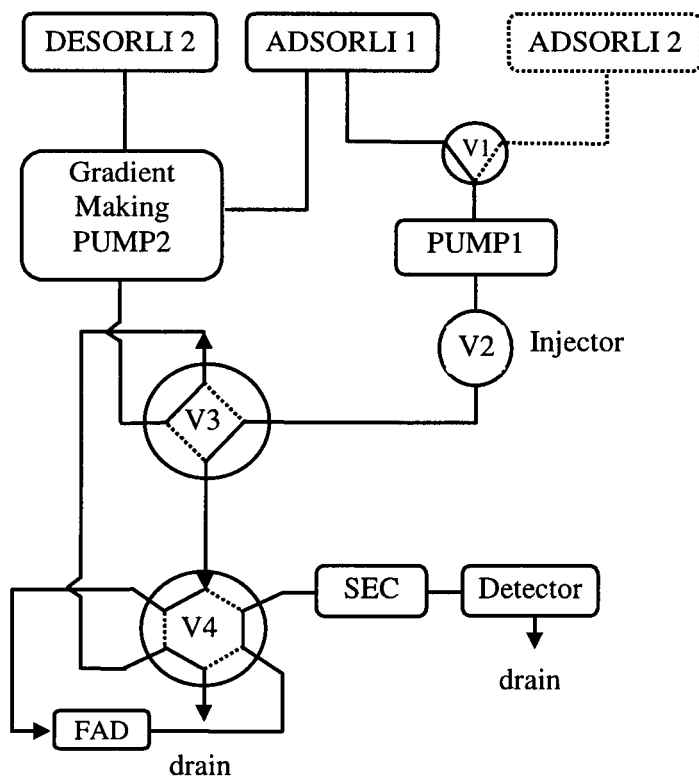 DESORLI 2
ADSORLI 1
ADSORLI 2
V1
Gradient
Making
PUMP2
PUMP1
V2
Injector
V3
V4
SEC
Detector
drain
FAD
drain